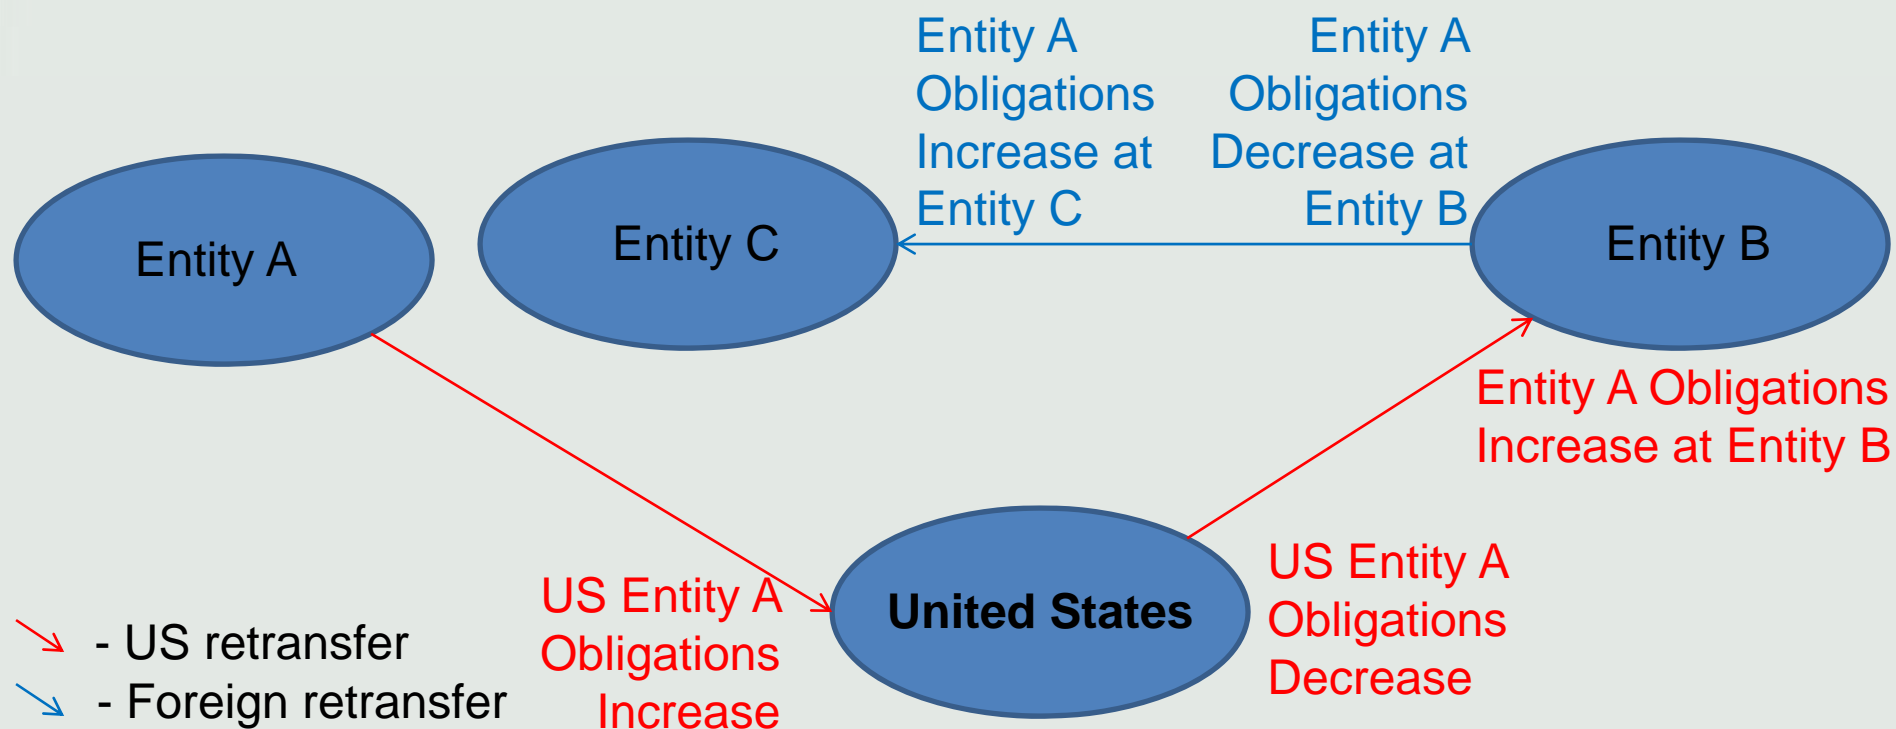 Entity A
Obligations
Increase at
Entity C
Entity A
Obligations
Decrease at
Entity B
Entity A
Entity C
Entity B
Entity A Obligations
Increase at Entity B
US Entity A
Obligations
Increase
United States
US Entity A
Obligations
Decrease
- US retransfer
- Foreign retransfer